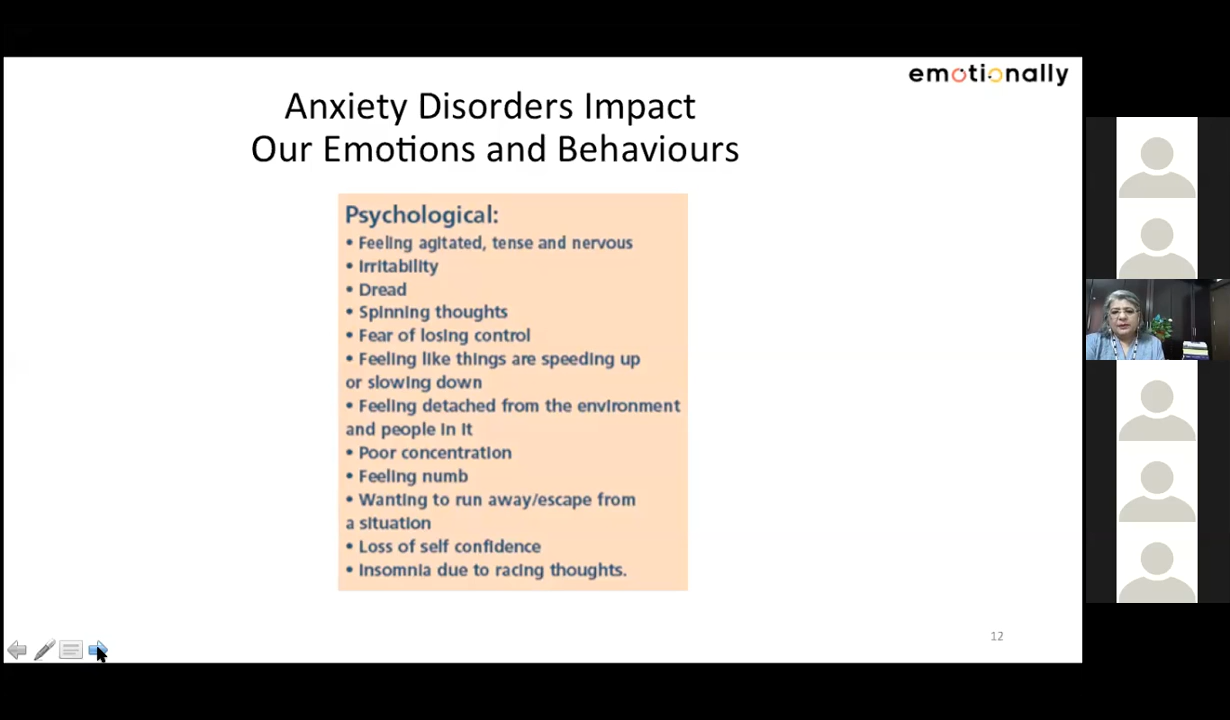 emotionally
Anxiety Disorders Impact
Our Emotions and Behaviours
Psychological:
• Feeling agitated, tense and nervous
• Irritability
• Dread
• Spinning thoughts
• Fear of losing control
• Feeling like things are speeding up
or slowing down
• Feeling detached from the environment
and people in it
• Poor concentration
• Feeling numb
• Wanting to run away/escape from
a situation
• Loss of self confidence
• Insomnia due to racing thoughts.
12